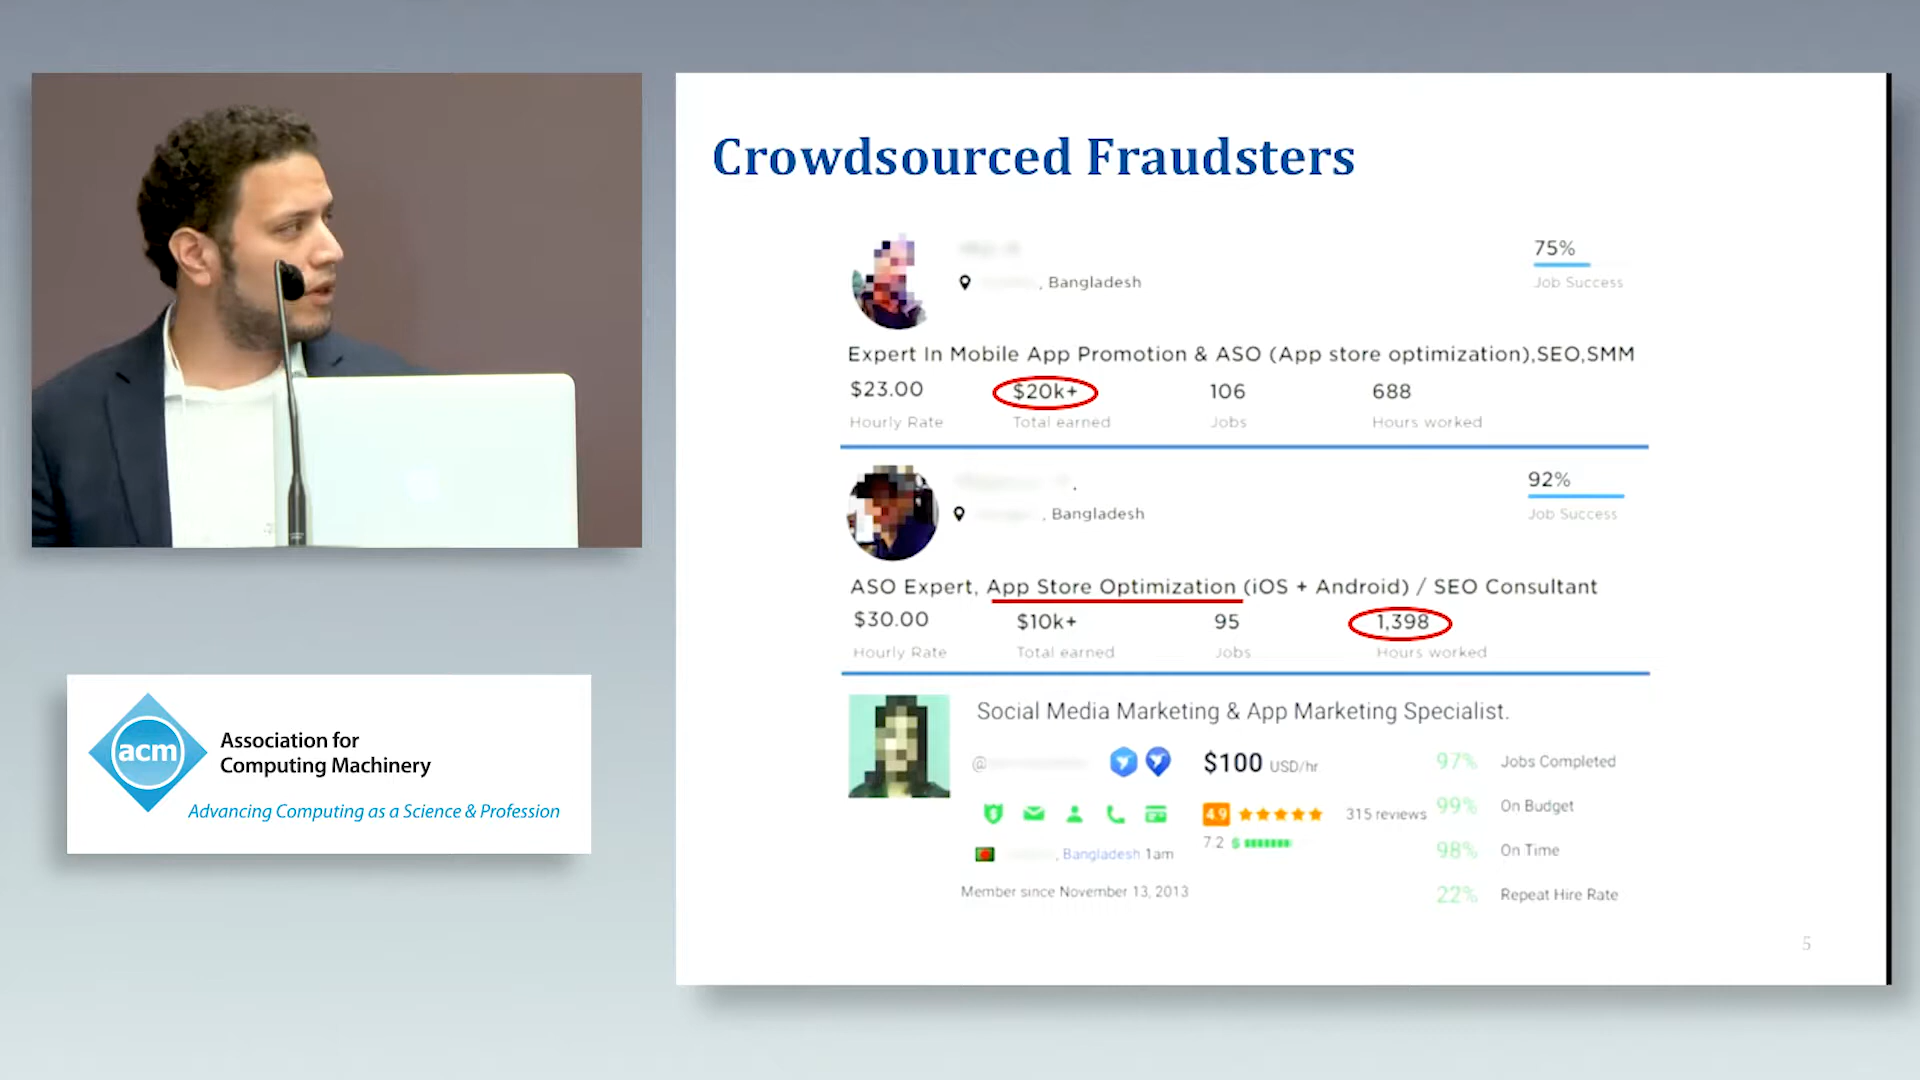 Crowdsourced Fraudsters
75%
Job Success
, Bangladesh
Expert In Mobile App Promotion & ASO (App store optimization),SEO,SMM
$23.00 $20k+ 106 688
Hourly Rate Total earned Jobs Hours worked
92%
Job Success
, Bangladesh
ASO Expert, App Store Optimization (iOS + Android) / SEO Consultant
$30.00 $10k+ 95 1,398
Hourly Rate Total earned Jobs Hours worked
Social Media Marketing & App Marketing Specialist.
@ $100 USD/hr 97% Jobs Completed
4.9 315 reviews 99% On Budget
7.2 $
, Bangladesh 1am 98% On Time
Member since November 13, 2013 22% Repeat Hire Rate
5
acm
Association for
Computing Machinery
Advancing Computing as a Science & Profession